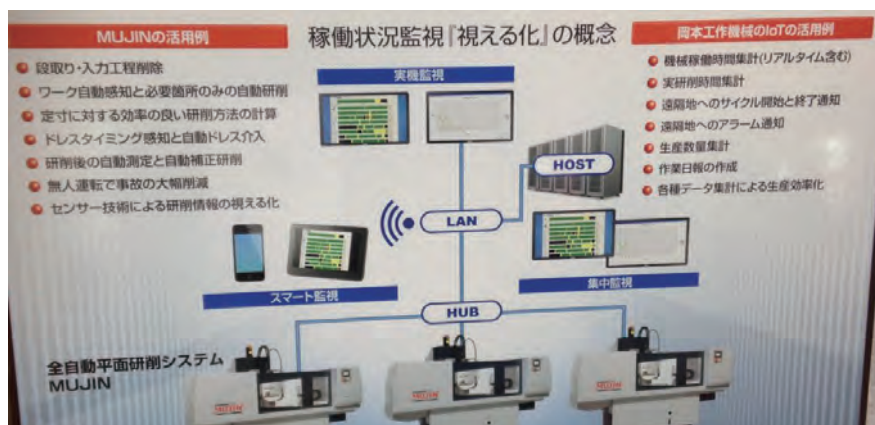 MUJINの活用例
段取り・入力工程削除
ワーク自動感知と必要箇所のみの自動研削
定寸に対する効率の良い研削方法の計算
ドレスタイミング感知と自動ドレス介入
研削後の自動測定と自動補正研削
無人運転で事故の大幅削減
センサー技術による研削情報の視える化
稼働状況監視『視える化』の概念
実機監視
HOST
LAN
スマート監視
集中監視
HUB
岡本工作機械のIoTの活用例
機械稼働時間集計(リアルタイム含む)
実研削時間集計
遠隔地へのサイクル開始と終了通知
遠隔地へのアラーム通知
生産数量集計
作業日報の作成
各種データ集計による生産効率化
全自動平面研削システム
MUJIN
MUJIN
MUJIN
MUJIN